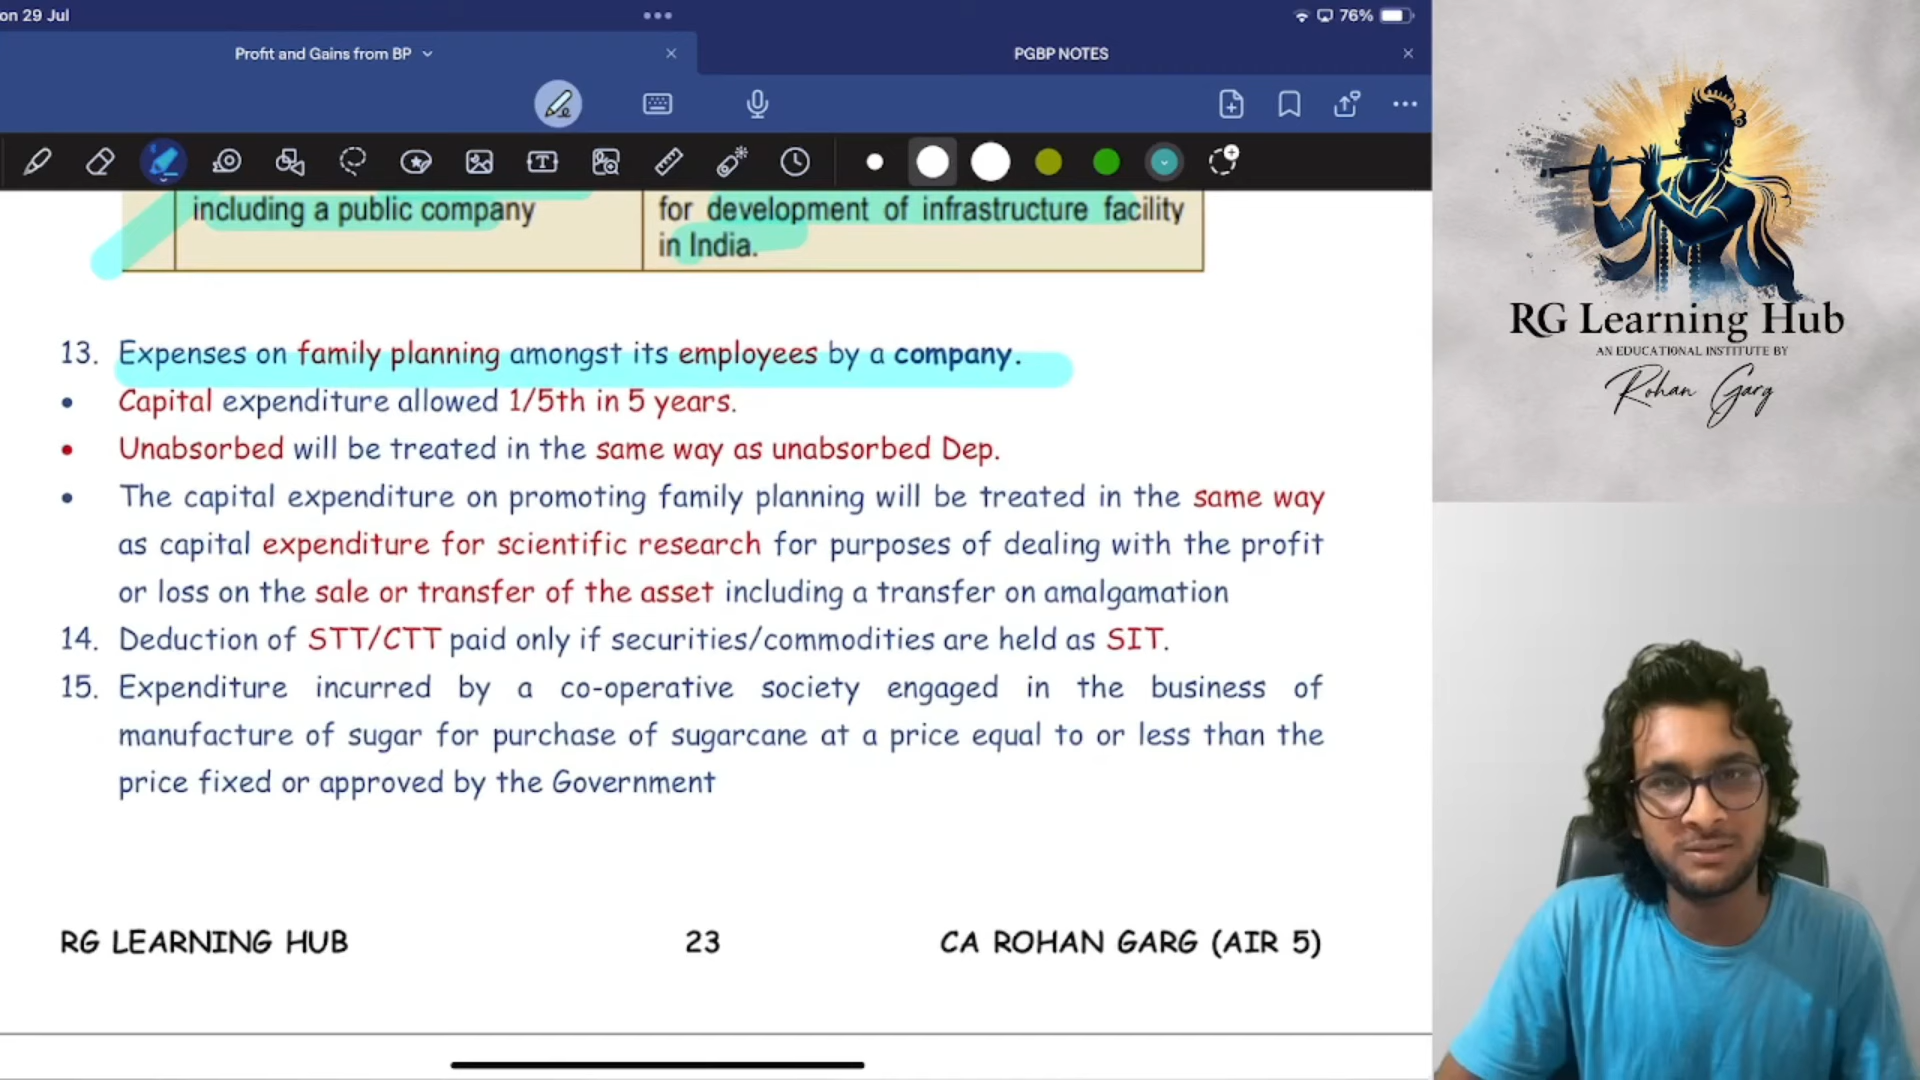 on 29 Jul
76%
Profit and Gains from BP
PGBP NOTES
including a public company
for development of infrastructure facility
in India.
13. Expenses on family planning amongst its employees by a company.
• Capital expenditure allowed 1/5th in 5 years.
• Unabsorbed will be treated in the same way as unabsorbed Dep.
• The capital expenditure on promoting family planning will be treated in the same way
as capital expenditure for scientific research for purposes of dealing with the profit
or loss on the sale or transfer of the asset including a transfer on amalgamation
14. Deduction of STT/CTT paid only if securities/commodities are held as SIT.
15. Expenditure incurred by a co-operative society engaged in the business of
manufacture of sugar for purchase of sugarcane at a price equal to or less than the
price fixed or approved by the Government
RG LEARNING HUB 23 CA ROHAN GARG (AIR 5)
RG Learning Hub
AN EDUCATIONAL INSTITUTE BY
Rohan Garg